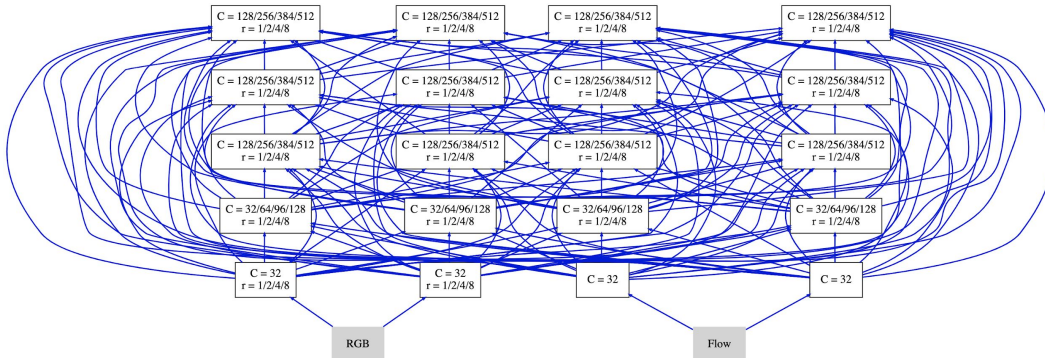 C = 128/256/384/512
r = 1/2/4/8
C = 128/256/384/512
r = 1/2/4/8
C = 128/256/384/512
r = 1/2/4/8
C = 128/256/384/512
r = 1/2/4/8
C = 128/256/384/512
r = 1/2/4/8
C = 128/256/384/512
r = 1/2/4/8
C = 128/256/384/512
r = 1/2/4/8
C = 128/256/384/512
r = 1/2/4/8
C = 128/256/384/512
r = 1/2/4/8
C = 128/256/384/512
r = 1/2/4/8
C = 128/256/384/512
r = 1/2/4/8
C = 128/256/384/512
r = 1/2/4/8
C = 32/64/96/128
r = 1/2/4/8
C = 32/64/96/128
r = 1/2/4/8
C = 32/64/96/128
r = 1/2/4/8
C = 32/64/96/128
r = 1/2/4/8
C = 32
r = 1/2/4/8
C = 32
r = 1/2/4/8
C = 32
C = 32
RGB
Flow